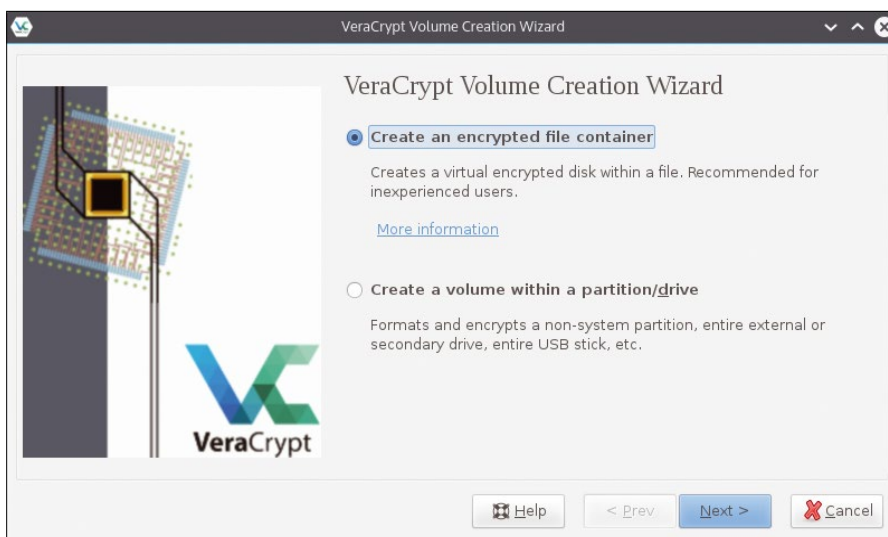 VeraCrypt Volume Creation Wizard
VeraCrypt Volume Creation Wizard
Create an encrypted file container
Creates a virtual encrypted disk within a file. Recommended for
inexperienced users.
More information
Create a volume within a partition/drive
Formats and encrypts a non-system partition, entire external or
secondary drive, entire USB stick, etc.
VeraCrypt
Help
< Prev
Next >
Cancel